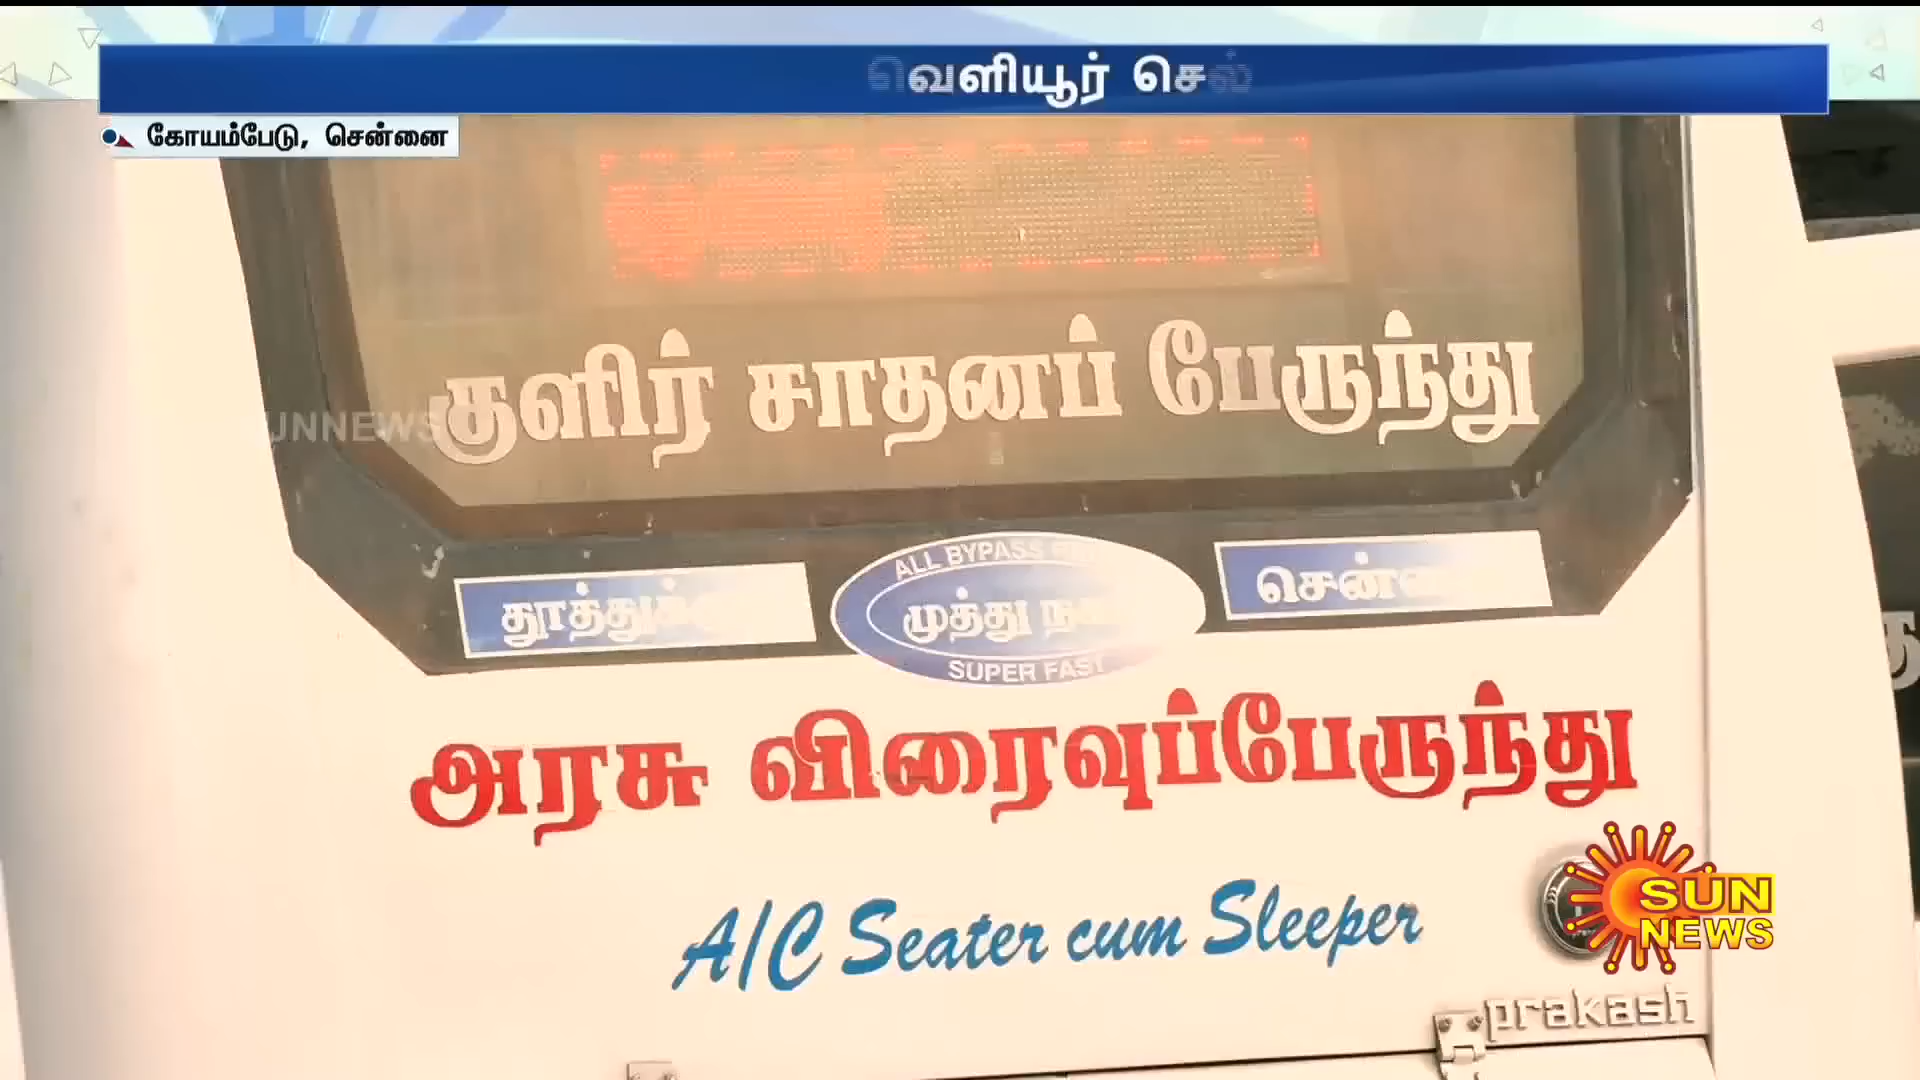 வெளியூர்
கோயம்பேடு, சென்னை
குளிர் சாதனப் பேருந்து
SUNNEWS
ALL BYPASS
முத்து
SUPER FAST
அரசு விரைவுப்பேருந்து
A/C Seater cum Sleeper
SUN
NEWS
prakash